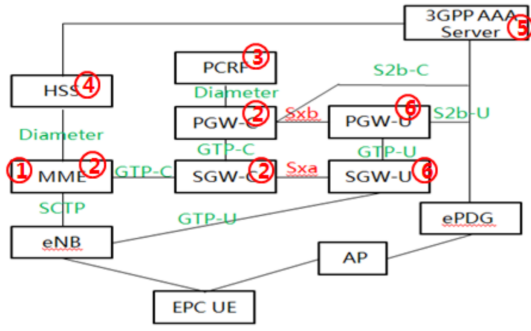 3GPP AAA
Server ⑤
PCRF ③
S2b-C
HSS ④
Diameter
PGW-C ②
Sxb
PGW-U ⑥
S2b-U
Diameter
GTP-C
GTP-U
① MME ②
GTP-C
SGW-C ②
Sxa
SGW-U ⑥
SCTP
GTP-U
ePDG
eNB
AP
EPC UE